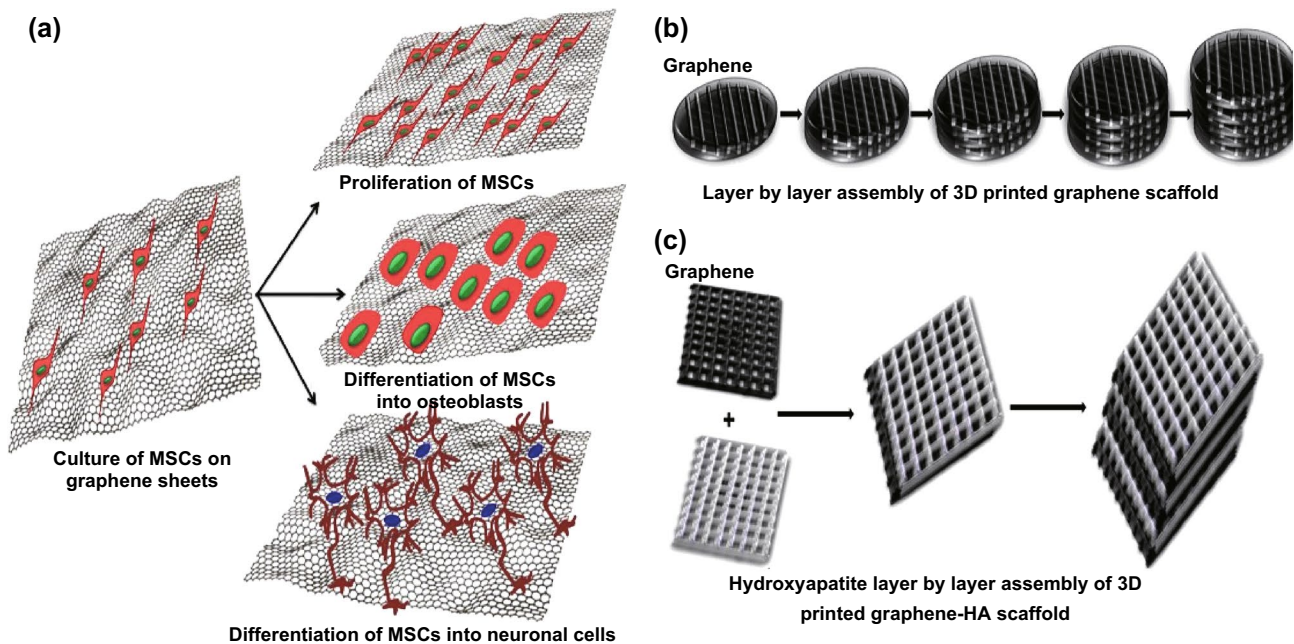 (a)
Proliferation of MSCs
Differentiation of MSCs
into osteoblasts
Culture of MSCs on
graphene sheets
Differentiation of MSCs into neuronal cells
(b)
Graphene
Layer by layer assembly of 3D printed graphene scaffold
(c)
Graphene
+
Hydroxyapatite layer by layer assembly of 3D
printed graphene-HA scaffold